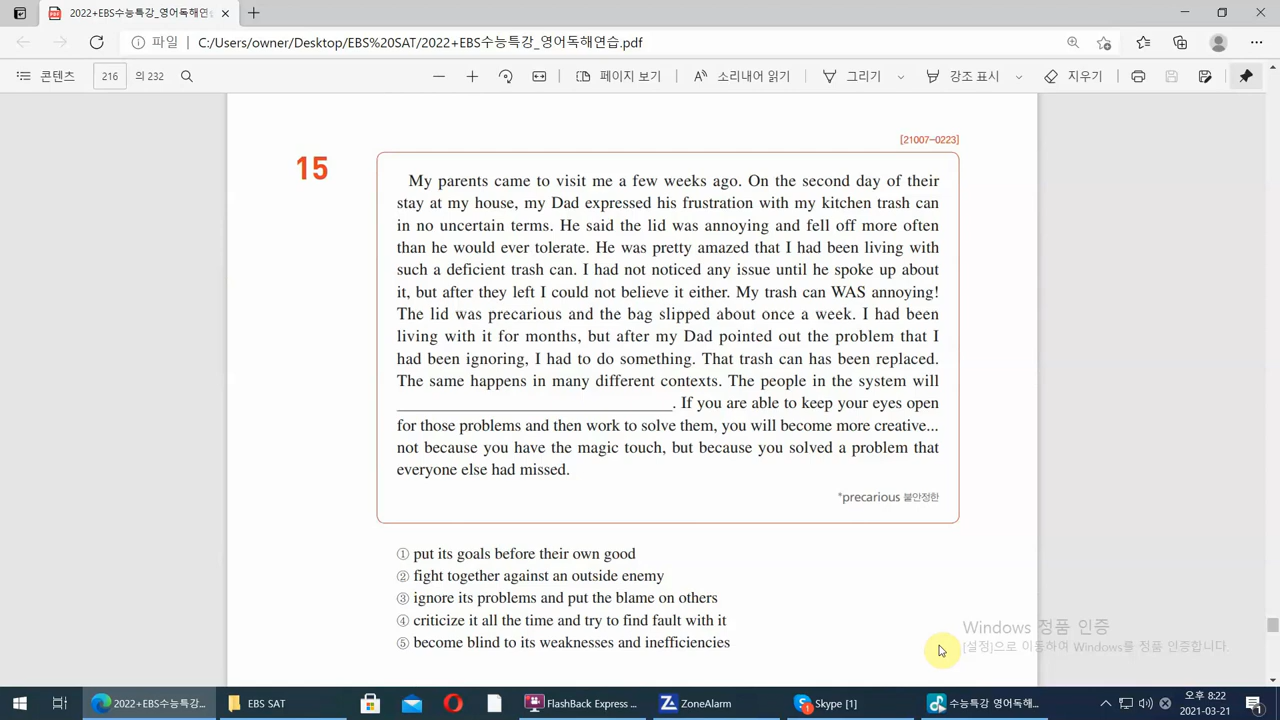 2022+EBS수능특강_영어독해연습
파일 C:/Users/owner/Desktop/EBS%20SAT/2022+EBS수능특강_영어독해연습.pdf
콘텐츠 216 의 232 페이지 보기 소리내어 읽기 그리기 강조 표시 지우기
[21007-0223]
15
My parents came to visit me a few weeks ago. On the second day of their
stay at my house, my Dad expressed his frustration with my kitchen trash can
in no uncertain terms. He said the lid was annoying and fell off more often
than he would ever tolerate. He was pretty amazed that I had been living with
such a deficient trash can. I had not noticed any issue until he spoke up about
it, but after they left I could not believe it either. My trash can WAS annoying!
The lid was precarious and the bag slipped about once a week. I had been
living with it for months, but after my Dad pointed out the problem that I
had been ignoring, I had to do something. That trash can has been replaced.
The same happens in many different contexts. The people in the system will
____________________. If you are able to keep your eyes open
for those problems and then work to solve them, you will become more creative...
not because you have the magic touch, but because you solved a problem that
everyone else had missed.
*precarious 불안정한
① put its goals before their own good
② fight together against an outside enemy
③ ignore its problems and put the blame on others
④ criticize it all the time and try to find fault with it
⑤ become blind to its weaknesses and inefficiencies
Windows 정품 인증
[설정]으로 이동하여 Windows를 정품 인증합니다.
2022+EBS수능특강... EBS SAT FlashBack Express ... ZoneAlarm Skype [1] 수능특강 영어독해... 오후 8:22
2021-03-21